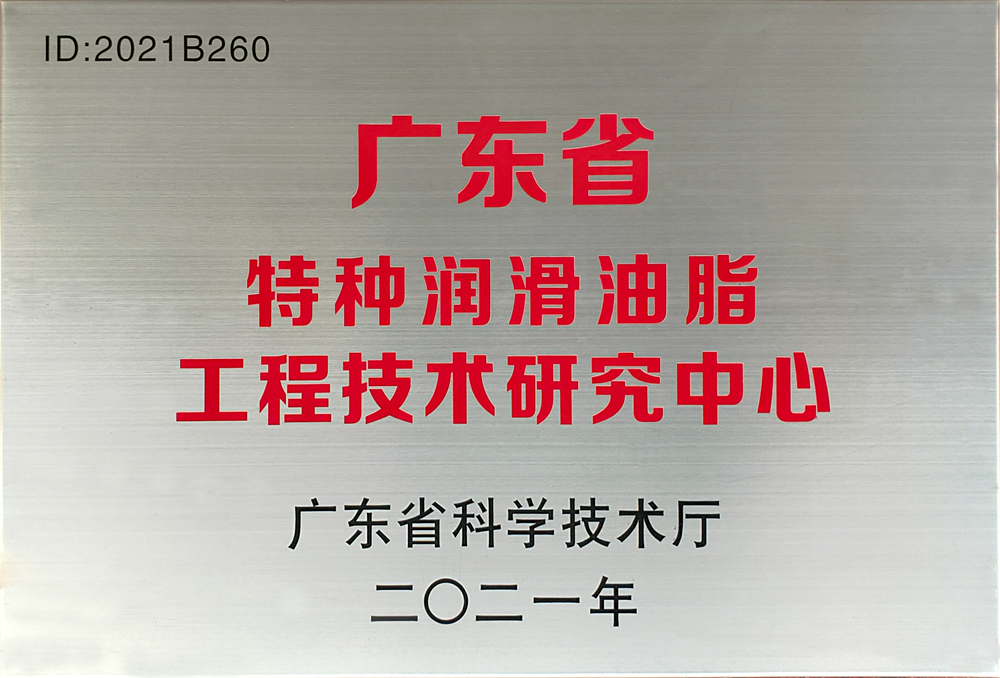 ID:2021B260
广东省
特种润滑油脂
工程技术研究中心
广东省科学技术厅
二〇二一年